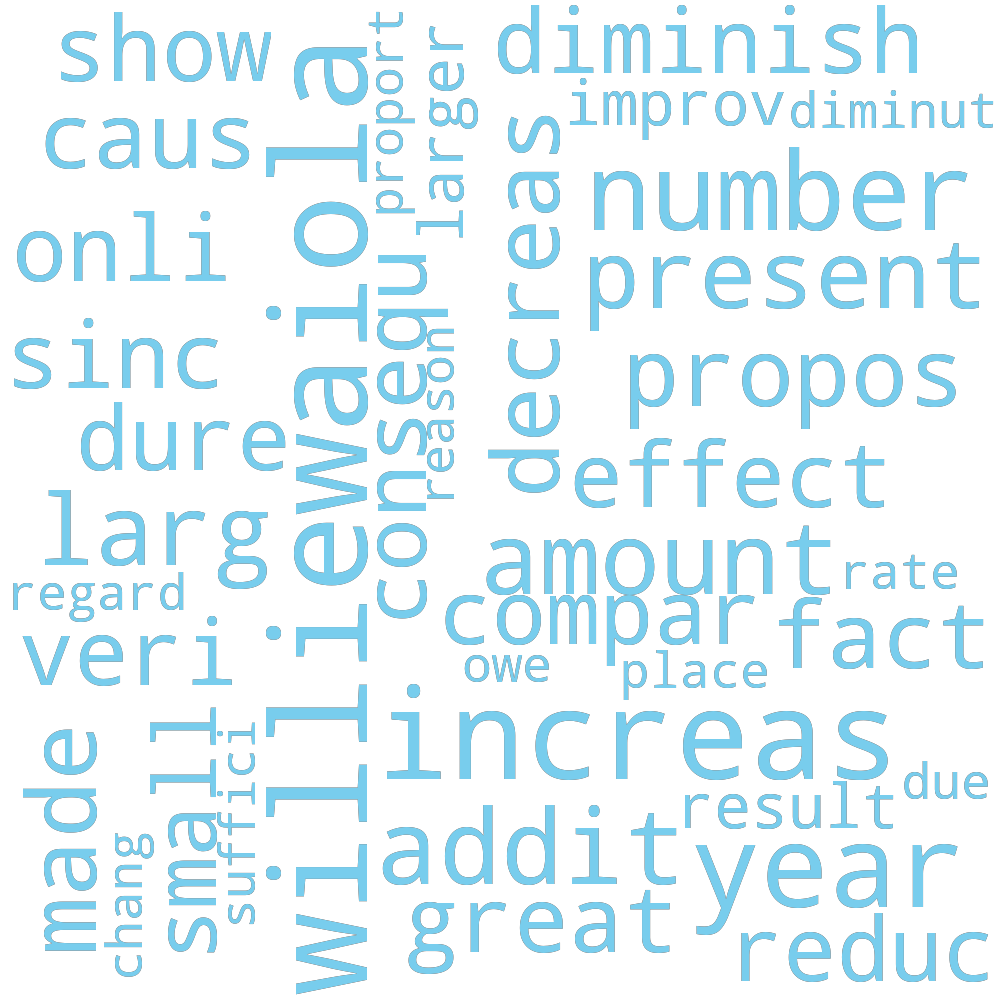 show
caus
onli
sinc
dure
larg
regard
veri
made
chang
small
suffici
williewaiola
proport
larger
consequ
reason
decreas
diminish
improv
diminut
number
present
propos
effect
amount
rate
compar
fact
owe
place
increas
due
result
addit
year
great
reduc